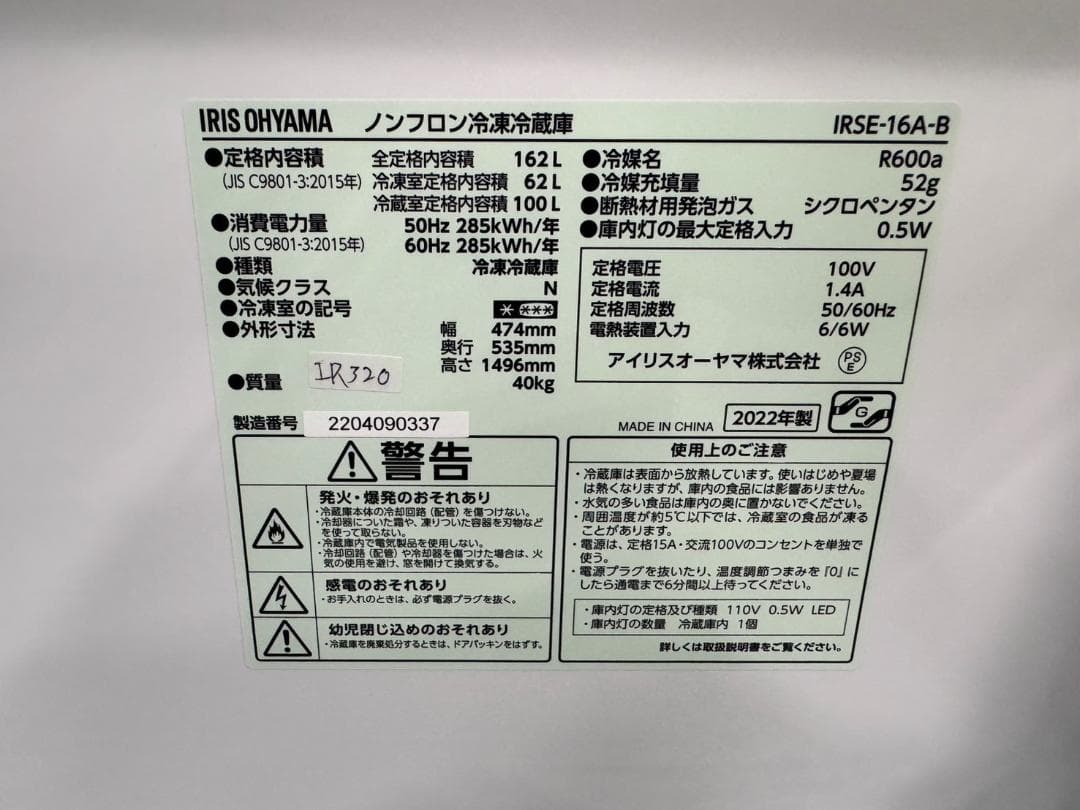 IRIS OHYAMA ノンフロン冷凍冷蔵庫 IRSE-16A-B
●定格内容積 全定格内容積 162L
(JIS C9801-3:2015年) 冷凍室定格内容積 62L
冷蔵室定格内容積 100L
●消費電力量 50Hz 285kWh/年
(JIS C9801-3:2015年) 60Hz 285kWh/年
●種類 冷凍冷蔵庫
●気候クラス N
●冷凍室の記号
●外形寸法 幅 474mm
奥行 535mm
高さ 1496mm
●質量 40kg
IR320
製造番号 2204090337
●冷媒名 R600a
●冷媒充填量 52g
●断熱材用発泡ガス シクロペンタン
●庫内灯の最大定格入力 0.5W
定格電圧 100V
定格電流 1.4A
定格周波数 50/60Hz
電熱装置入力 6/6W
アイリスオーヤマ株式会社 PSE
MADE IN CHINA 2022年製 G
警告
発火・爆発のおそれあり
・冷蔵庫本体の冷却回路（配管）を傷つけない。
・冷却器についた霜や、凍りついた容器を刃物など
を使って取らない。
・冷蔵庫内で電気製品を使用しない。
・冷却回路（配管）や冷却器を傷つけた場合は、火
気の使用を避け、窓を開けて換気する。
感電のおそれあり
・お手入れのときは、必ず電源プラグを抜く。
幼児閉じ込めのおそれあり
・冷蔵庫を廃棄処分するときは、ドアパッキンをはずす。
使用上のご注意
・冷蔵庫は表面から放熱しています。使いはじめや夏場
は熱くなりますが、庫内の食品には影響ありません。
・水気の多い食品は庫内の奥に置かないでください。
・周囲温度が約5℃以下では、冷蔵室の食品が凍る
ことがあります。
・電源は、定格15A・交流100Vのコンセントを単独で
使う。
・電源プラグを抜いたり、温度調節つまみを『0』に
したら通電まで6分間以上待ってください。
・庫内灯の定格及び種類 110V 0.5W LED
・庫内灯の数量 冷蔵庫内 1個
詳しくは取扱説明書をご覧ください。